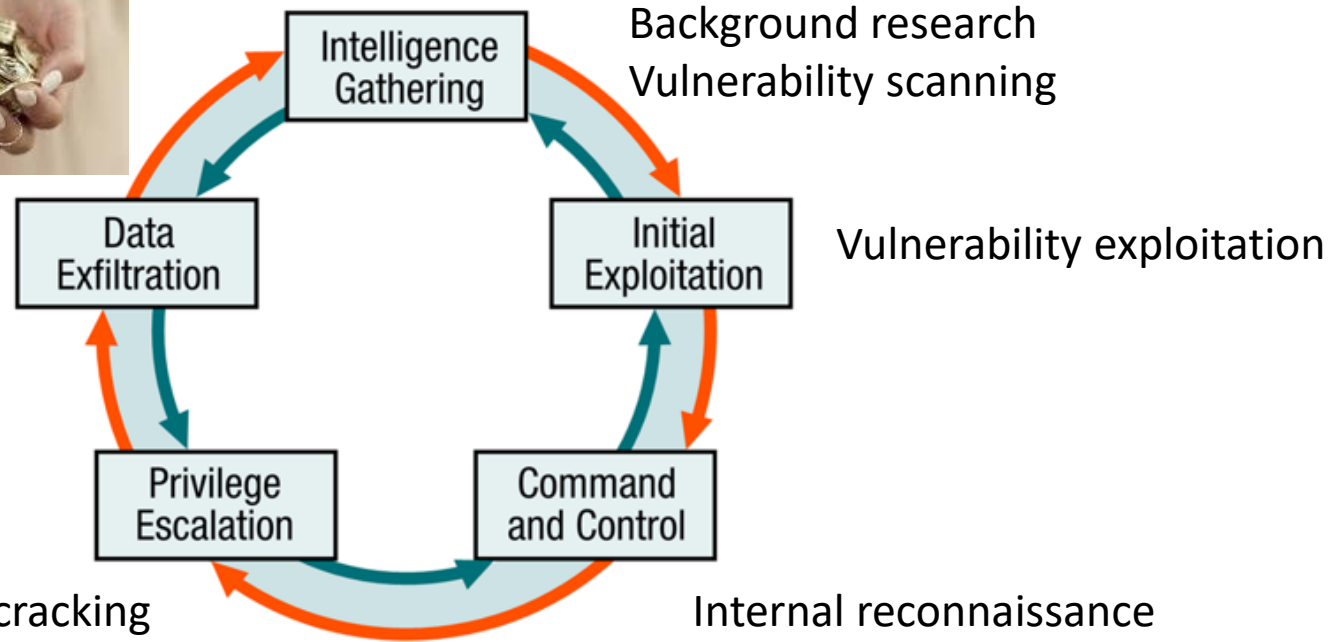 Intelligence
Gathering
Background research
Vulnerability scanning
Data
Exfiltration
Initial
Exploitation
Vulnerability exploitation
Privilege
Escalation
Command
and Control
cracking
Internal reconnaissance